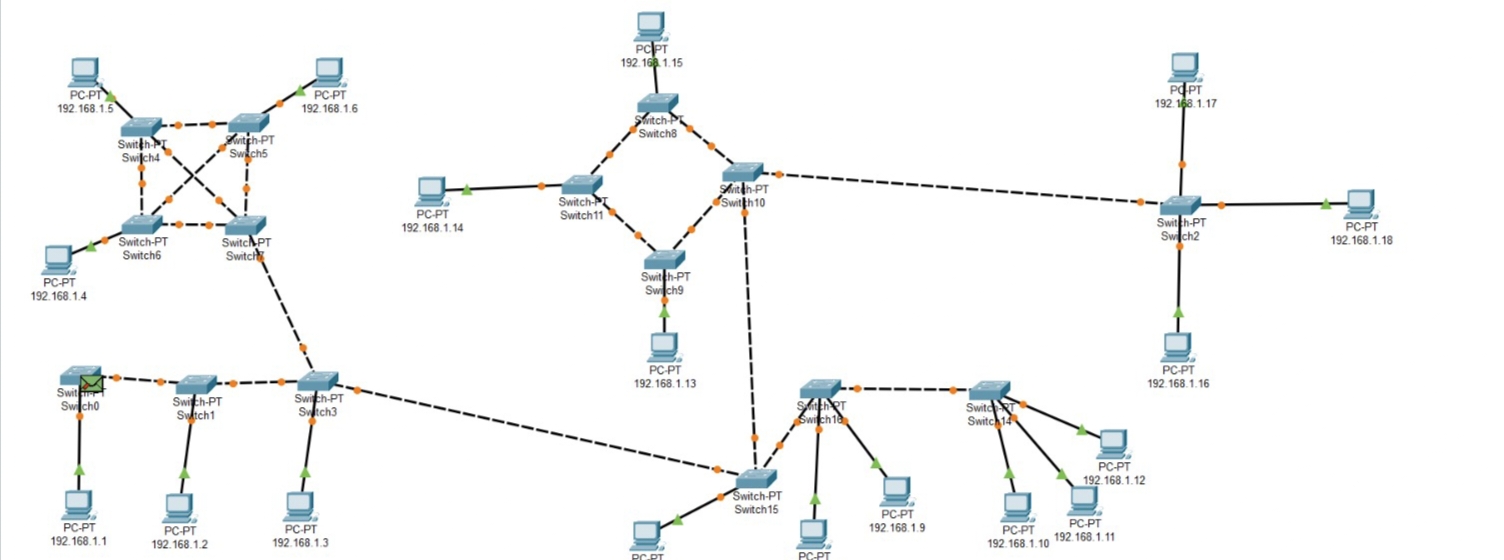 PC-PT
192.168.1.15
PC-PT
192.168.1.5
PC-PT
192.168.1.6
PC-PT
192.168.1.17
Switch-PT
Switch4
Switch-PT
Switch5
Switch-PT
Switch8
Switch-PT
Switch11
Switch-PT
Switch10
PC-PT
192.168.1.14
Switch-PT
Switch2
PC-PT
192.168.1.18
Switch-PT
Switch6
Switch-PT
Switch7
Switch-PT
Switch9
PC-PT
192.168.1.4
PC-PT
192.168.1.13
PC-PT
192.168.1.16
Switch-PT
Switch0
Switch-PT
Switch1
Switch-PT
Switch3
Switch-PT
Switch-PT
Switch14
PC-PT
192.168.1.12
Switch-PT
Switch15
PC-PT
192.168.1.9
PC-PT
192.168.1.10
PC-PT
192.168.1.11
PC-PT
192.168.1.1
PC-PT
192.168.1.2
PC-PT
192.168.1.3
PC-PT
PC-PT